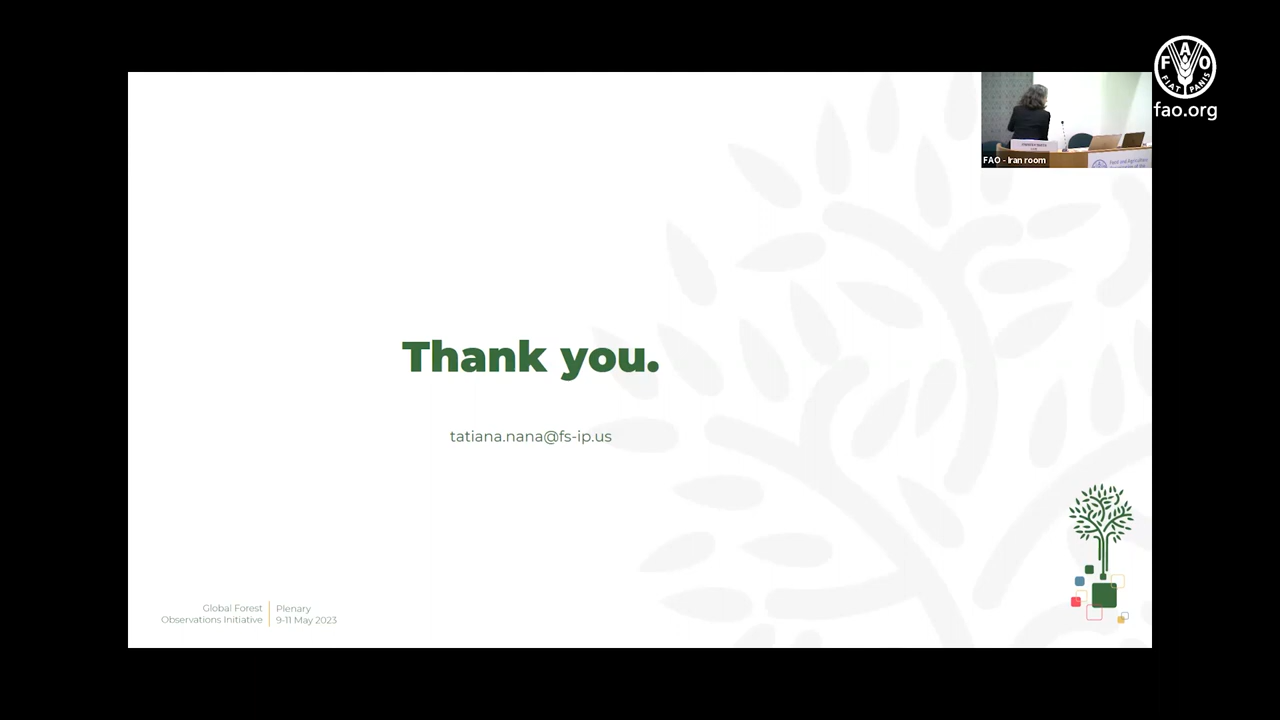 FAO
FIAT PANIS
fao.org
FAO - Iran room
Thank you.
tatiana.nana@fs-ip.us
Global Forest
Observations Initiative
Plenary
9-11 May 2023